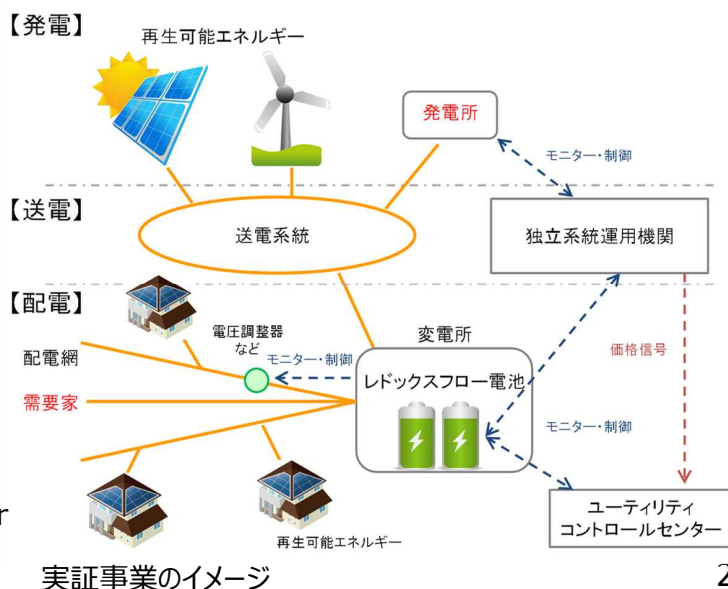 【発電】
再生可能エネルギー
発電所
モニター・制御
【送電】
送電系統
独立系統運用機関
【配電】
電圧調整器
など
モニター・制御
変電所
価格信号
配電網
レドックスフロー電池
需要家
モニター・制御
r
再生可能エネルギー
ユーティリティ
コントロールセンター
実証事業のイメージ
2